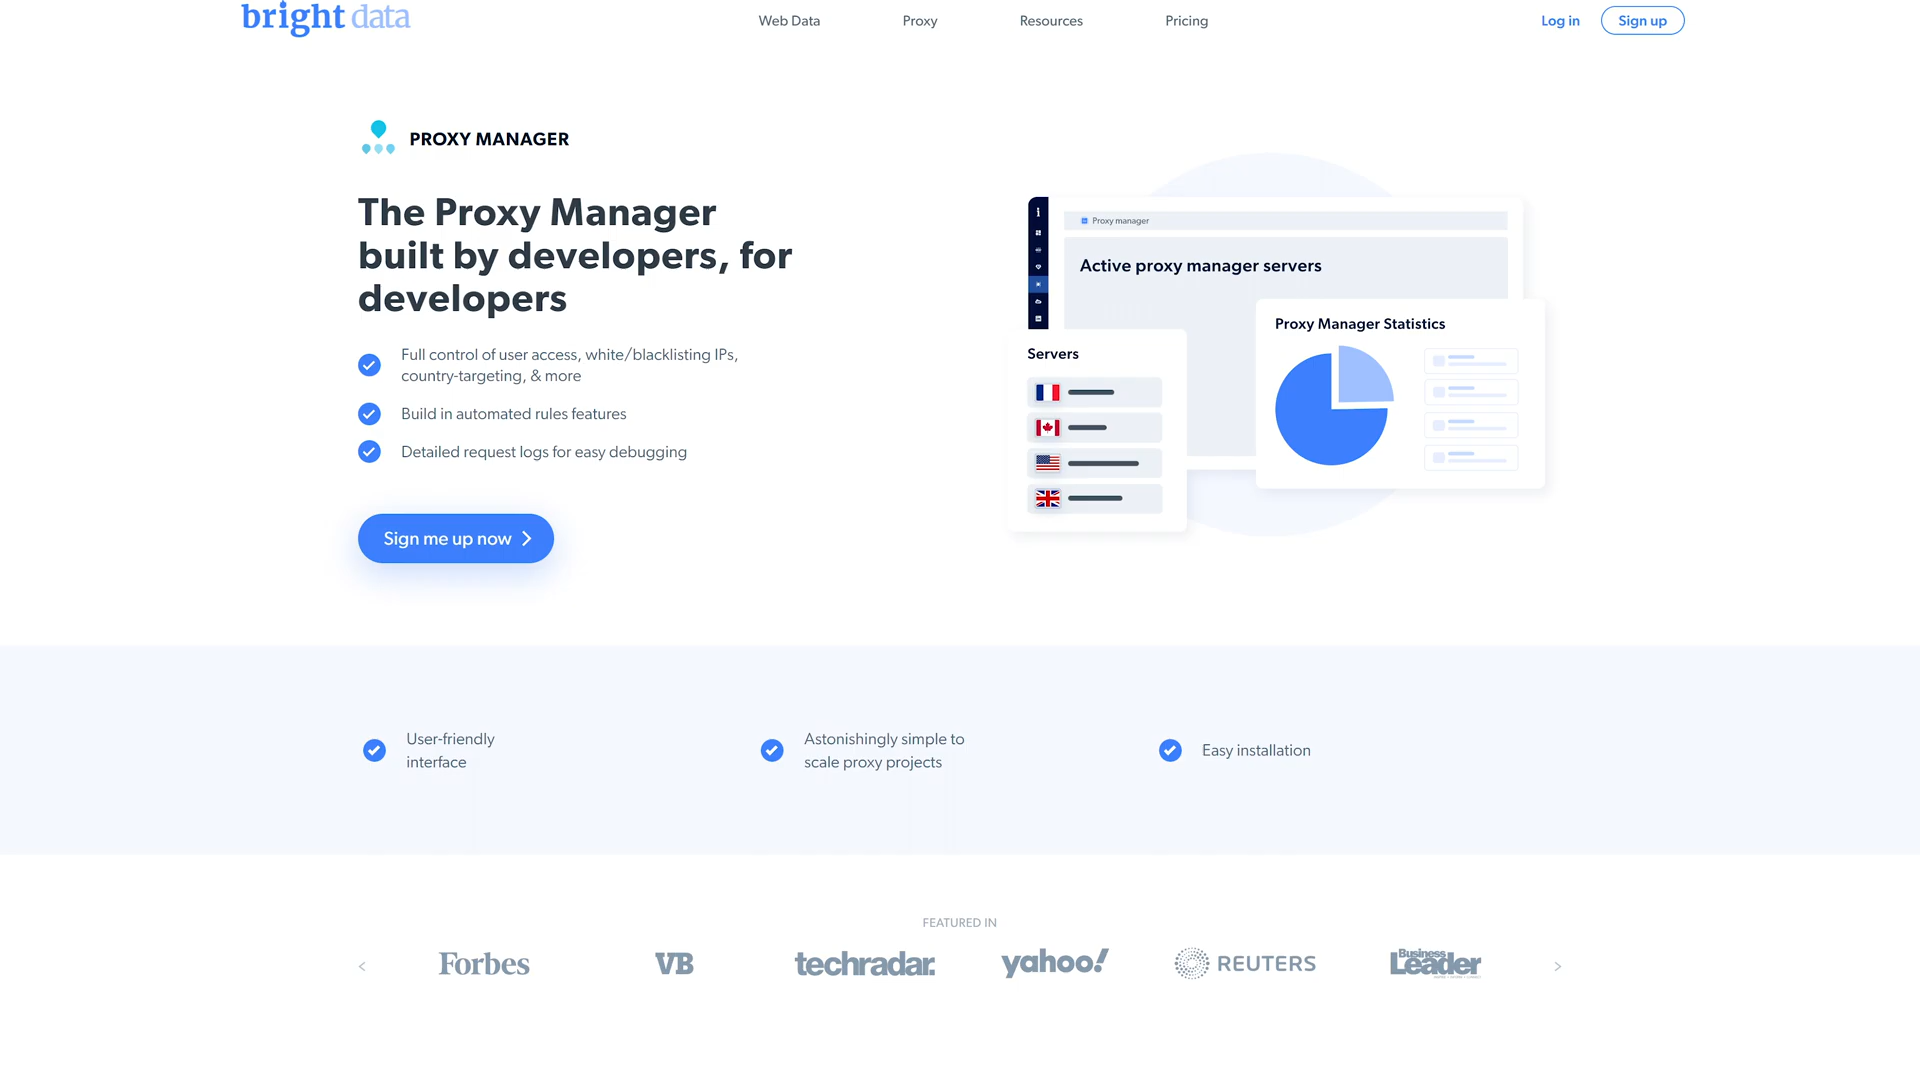 bright data
Web Data
Proxy
Resources
Pricing
Log in
Sign up
PROXY MANAGER
The Proxy Manager
built by developers, for
developers
Full control of user access, white/blacklisting IPs,
country-targeting, & more
Build in automated rules features
Detailed request logs for easy debugging
Sign me up now
Proxy manager
Active proxy manager servers
Proxy Manager Statistics
Servers
User-friendly
interface
Astonishingly simple to
scale proxy projects
Easy installation
FEATURED IN
Forbes
VB
techradar.
yahoo!
REUTERS
Business
Leader